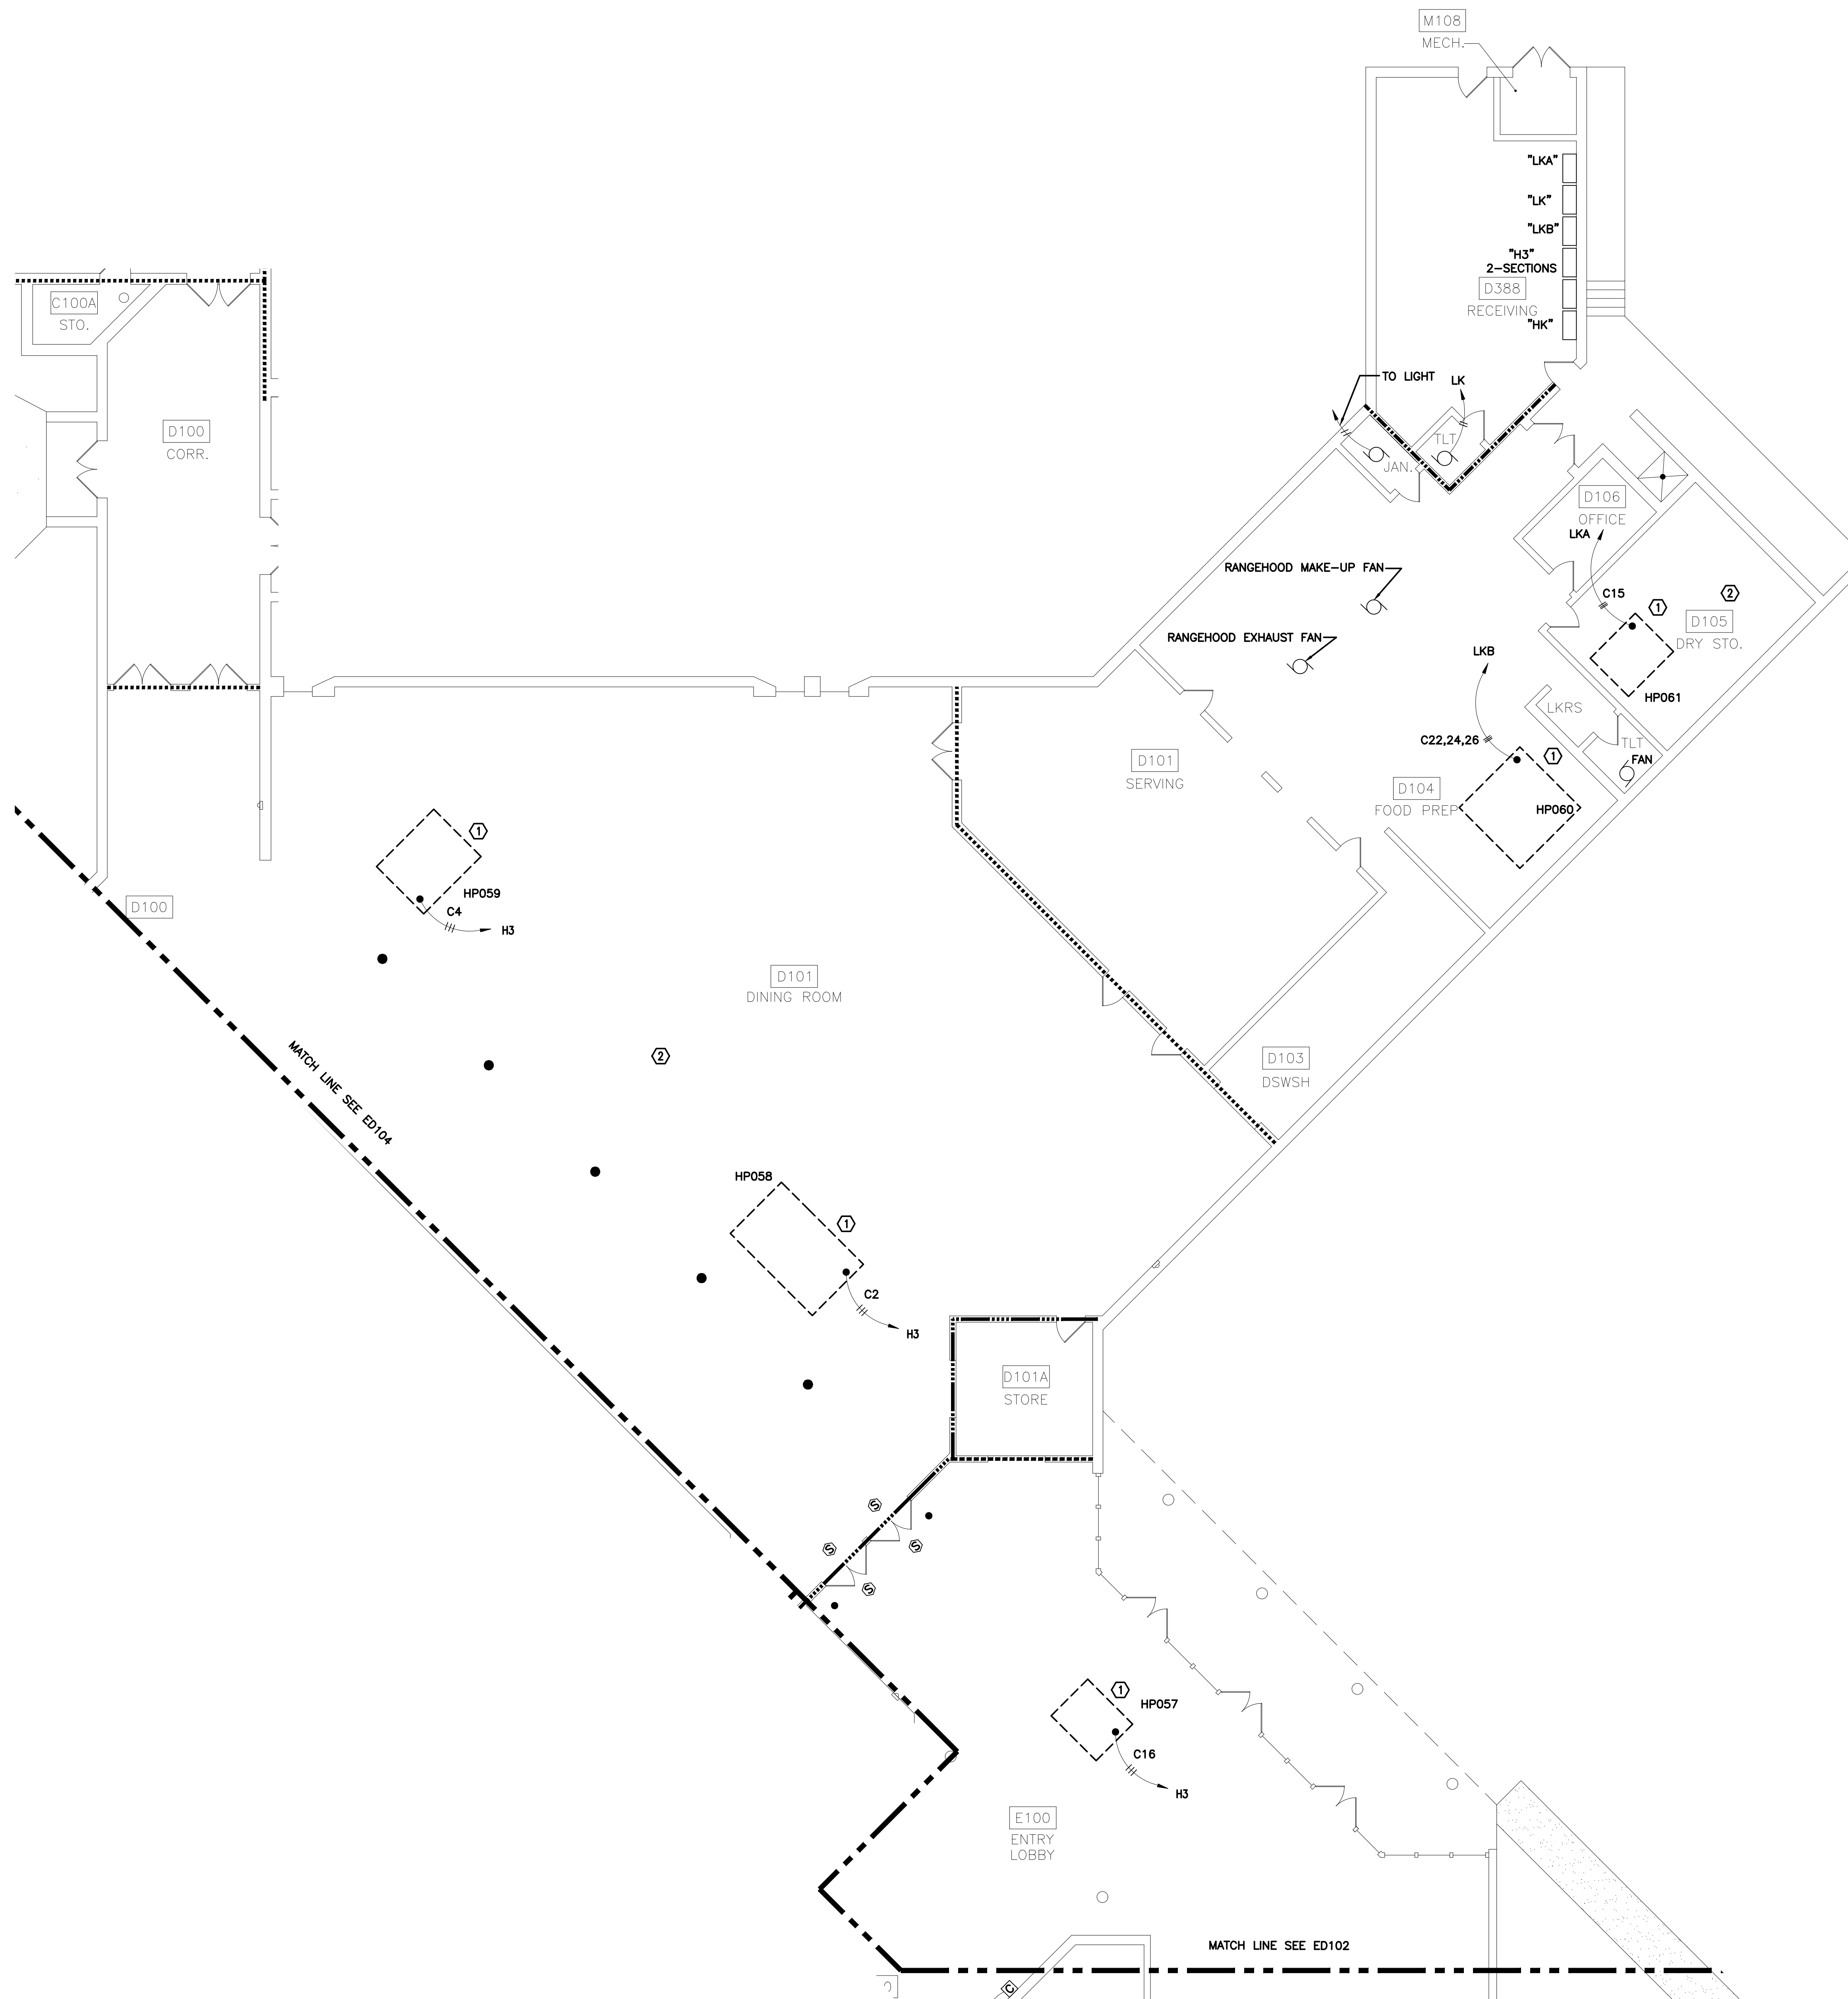 M108
MECH.
"LKA"
"LK"
"LKB"
"H3"
2-SECTIONS
D388
RECEIVING
"HK"
C100A
STO.
TO LIGHT
LK
D100
CORR.
TLT
JAN.
D106
OFFICE
LKA
RANGEHOOD MAKE-UP FAN
C15
1
2
D105
DRY STO.
RANGEHOOD EXHAUST FAN
LKB
HP061
LKRS
C22,24,26
1
TLT
FAN
D101
SERVING
D104
FOOD PREP
HP060
1
HP059
C4
H3
D100
D101
DINING ROOM
MATCH LINE SEE ED104
2
D103
DSWSH
HP058
1
C2
H3
D101A
STORE
S
S
S
S
1
HP057
C16
H3
E100
ENTRY
LOBBY
MATCH LINE SEE ED102
C